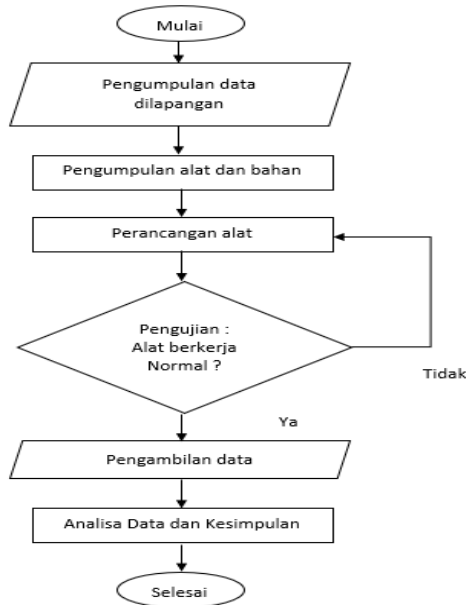 Mulai
Pengumpulan data
dilapangan
Pengumpulan alat dan bahan
Perancangan alat
Pengujian :
Alat berkerja
Normal ?
Tidak
Ya
Pengambilan data
Analisa Data dan Kesimpulan
Selesai